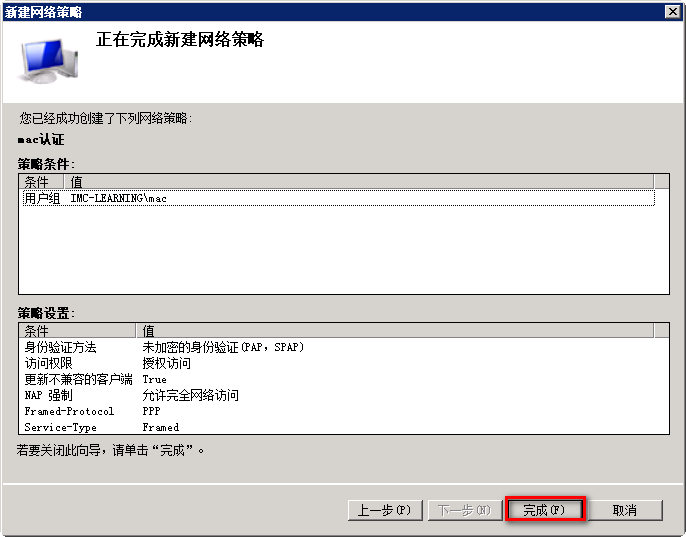 新建网络策略
正在完成新建网络策略
您已经成功创建了下列网络策略:
mac认证
策略条件:
条件 值
用户组 IMC-LEARNING\mac
策略设置:
条件 值
身份验证方法 未加密的身份验证(PAP，SPAP)
访问权限 授权访问
更新不兼容的客户端 True
NAP 强制 允许完全网络访问
Framed-Protocol PPP
Service-Type Framed
若要关闭此向导，请单击“完成”。
上一步(P) 下一步(N) 完成(F) 取消